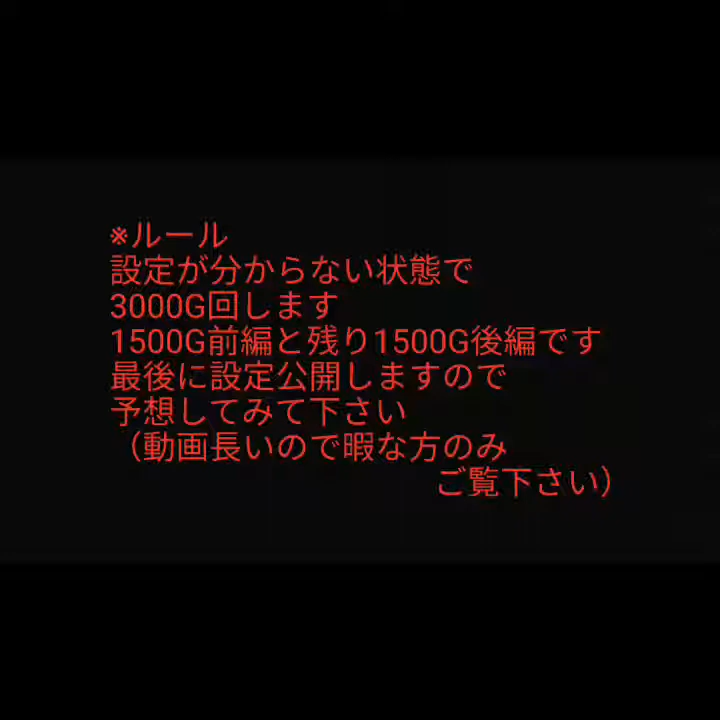 ※ルール
設定が分からない状態で
3000G回します
1500G前編と残り1500G後編です
最後に設定公開しますので
予想してみて下さい
（動画長いので暇な方のみ
ご覧下さい）